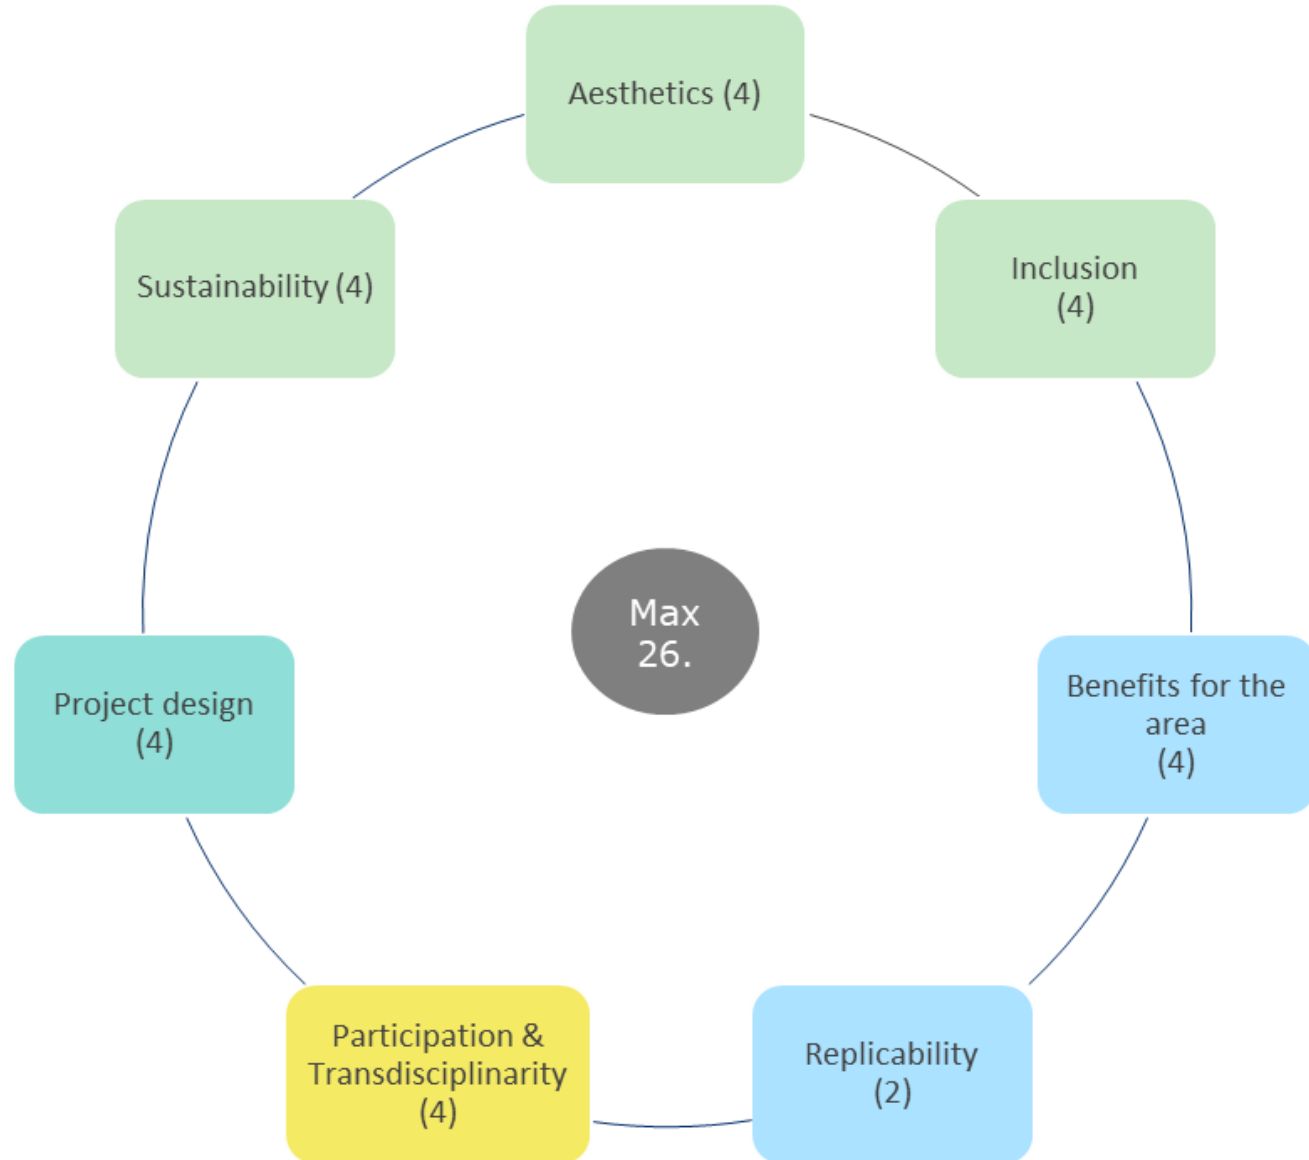 Aesthetics (4)
Sustainability (4)
Inclusion
(4)
Max
26.
Project design
(4)
Benefits for the
area
(4)
Participation &
Transdisciplinarity
(4)
Replicability
(2)